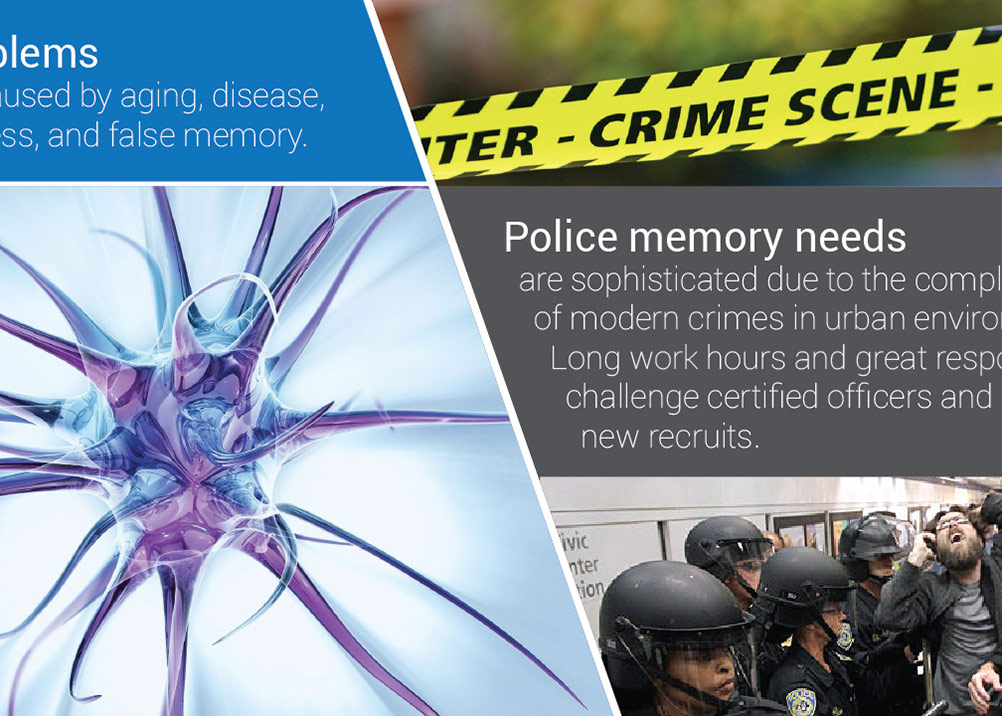 blems
aused by aging, disease,
ess, and false memory.
NTER - CRIME SCENE -
Police memory needs
are sophisticated due to the compl
of modern crimes in urban enviro
Long work hours and great respo
challenge certified officers and
new recruits.
ivic
nter
tion